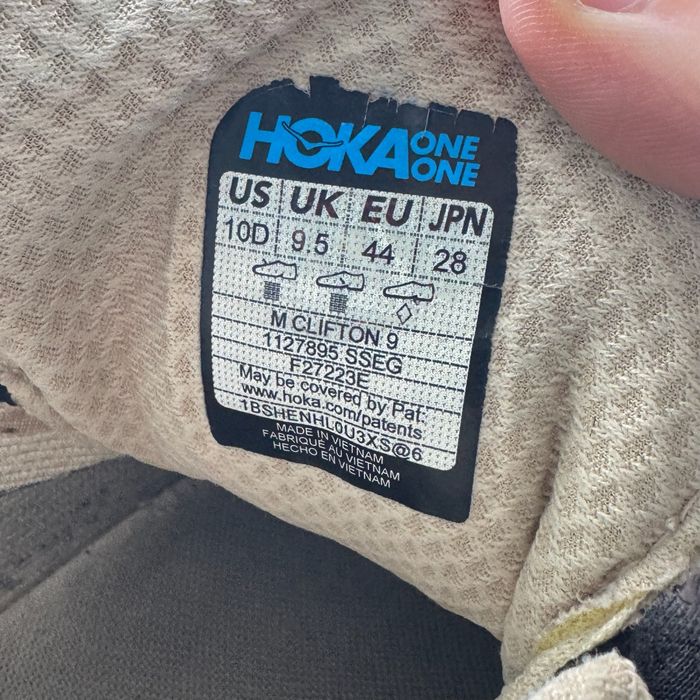 HOKA ONE ONE
US UK EU JPN
10D 9.5 44 28
M CLIFTON 9
1127895 SSEG
F27223E
May be covered by Pat.
www.hoka.com/patents
1BSHENHL0U3XS@6
MADE IN VIETNAM
FABRIQUÉ AU VIETNAM
HECHO EN VIETNAM